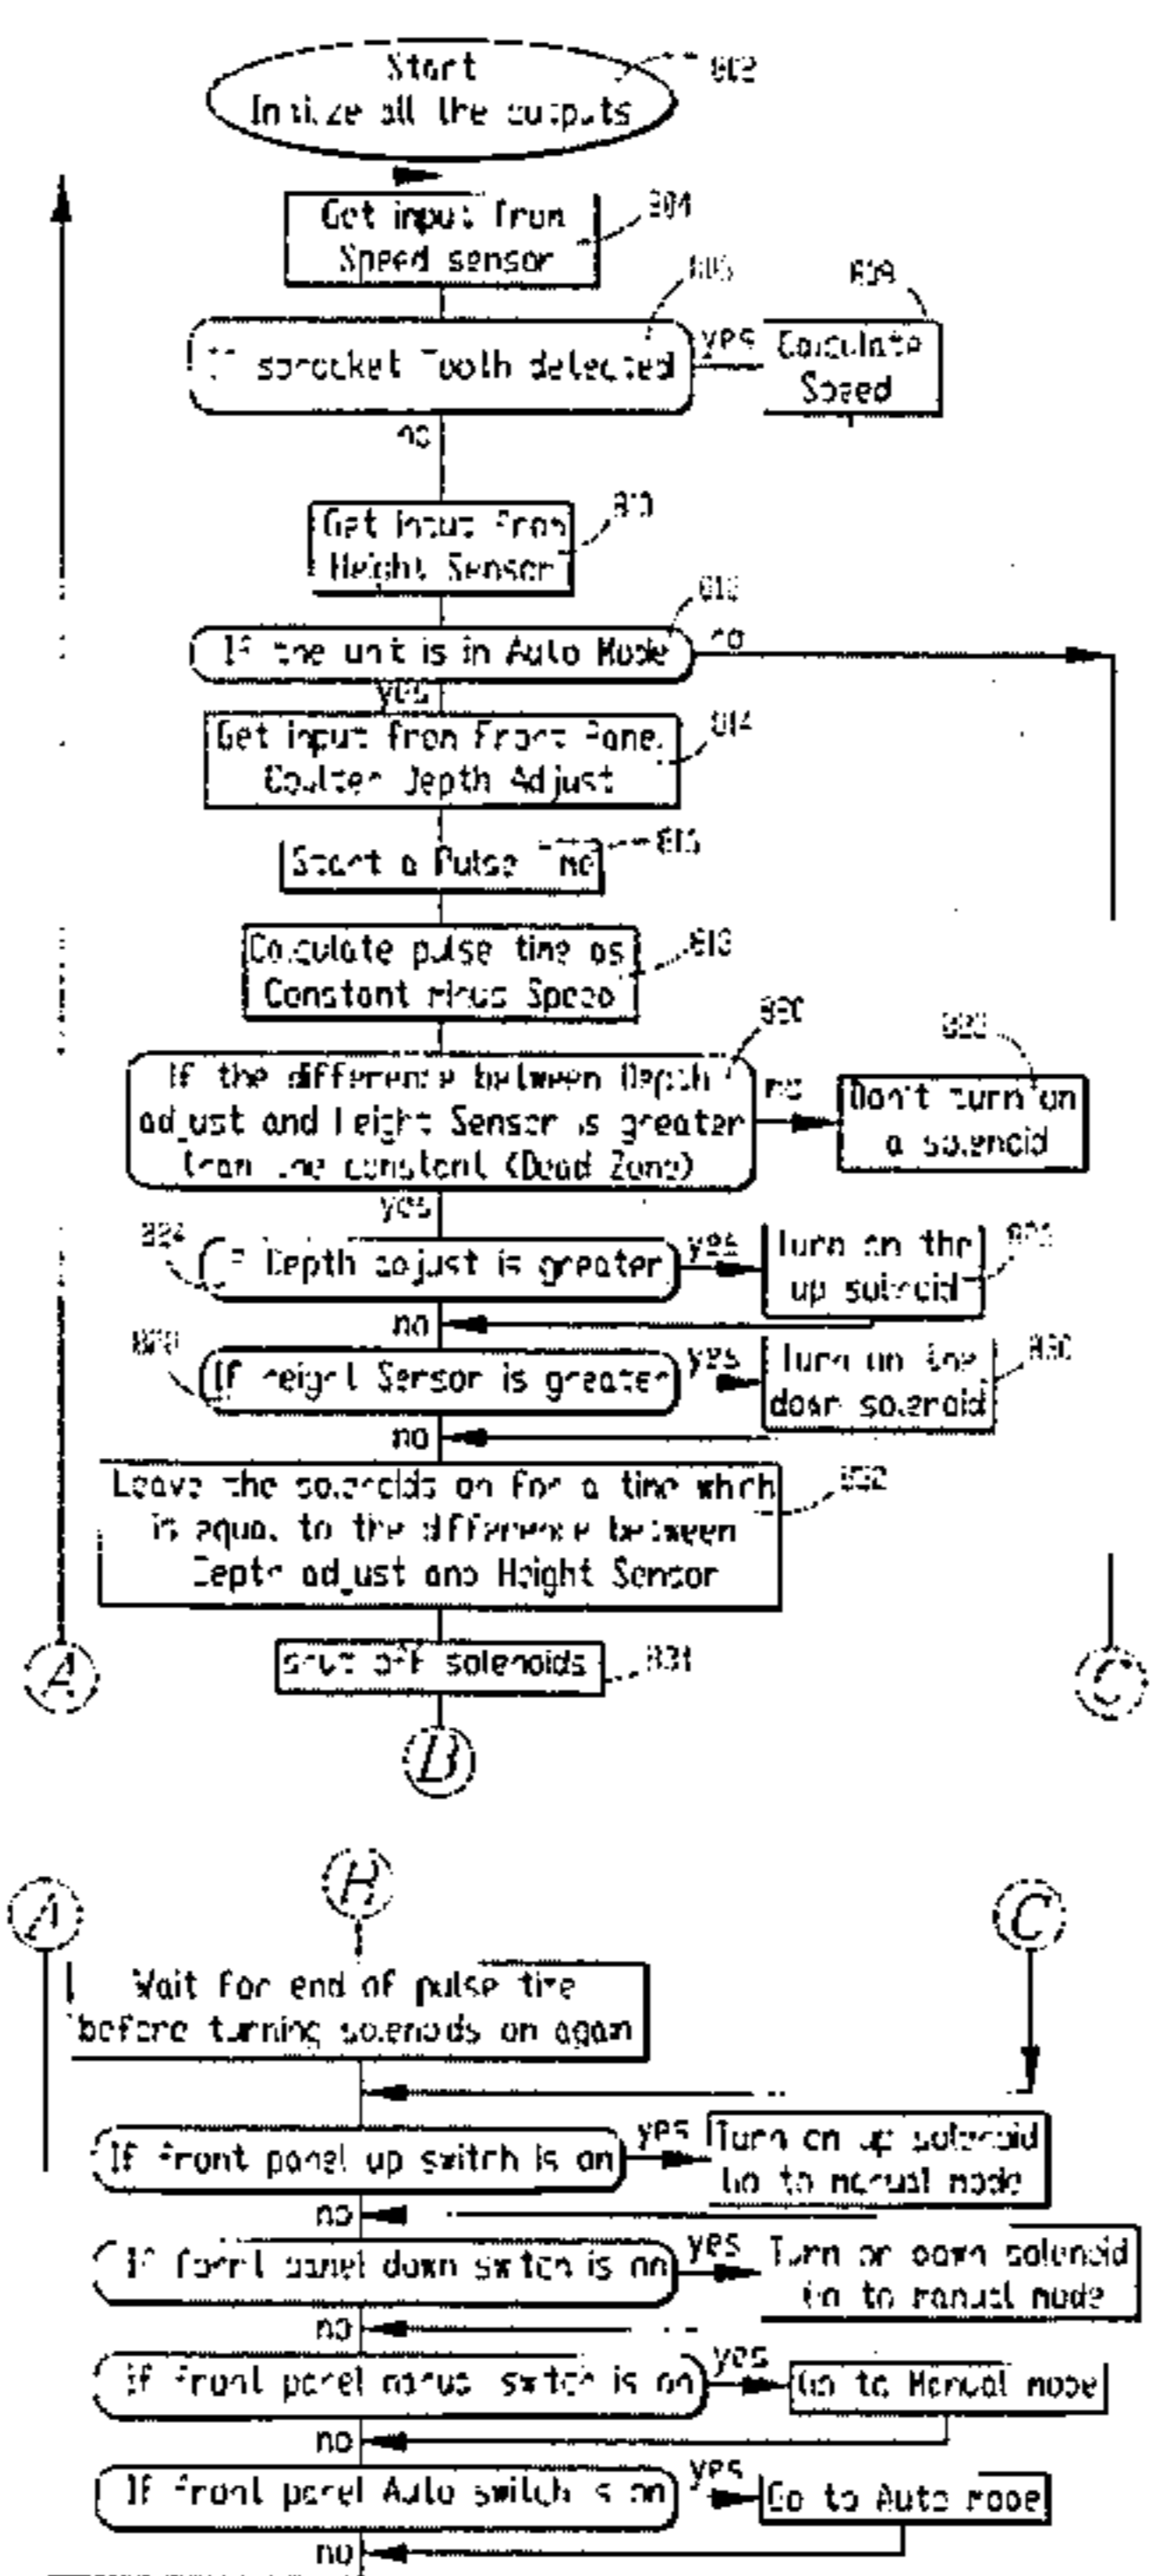 Start
all the outputs
802
Get input from
Speed sensor
804
sprocket Tooth detected
yes
Calculate
Speed
no
Get input from
Height Sensor
810
If the unit is in Auto Mode
no
yes
Get input from Front Panel
Coulter Depth Adjust
814
Start a Pulse
Calculate pulse time as
Constant minus Speed
If the difference between Depth
adjust and Height Sensor is greater
than the constant (Dead Zone)
no
Don't turn on
a solenoid
yes
824
Depth adjust is greater
yes
Turn on the
up solenoid
no
If height Sensor is greater
yes
Turn on the
down solenoid
830
no
Leave the solenoids on for a time which
is equal to the difference between
Depth adjust and Height Sensor
832
shut off solenoids
A
C
B
A
C
Wait for end of pulse time
before turning solenoids on again
If front panel up switch is on
yes
Turn on up solenoid
Go to manual mode
no
If panel down switch is on
yes
Turn on down solenoid
Go to manual mode
no
If front panel switch is on
yes
Go to Manual mode
no
If front panel Auto switch is on
yes
Go to Auto mode
no